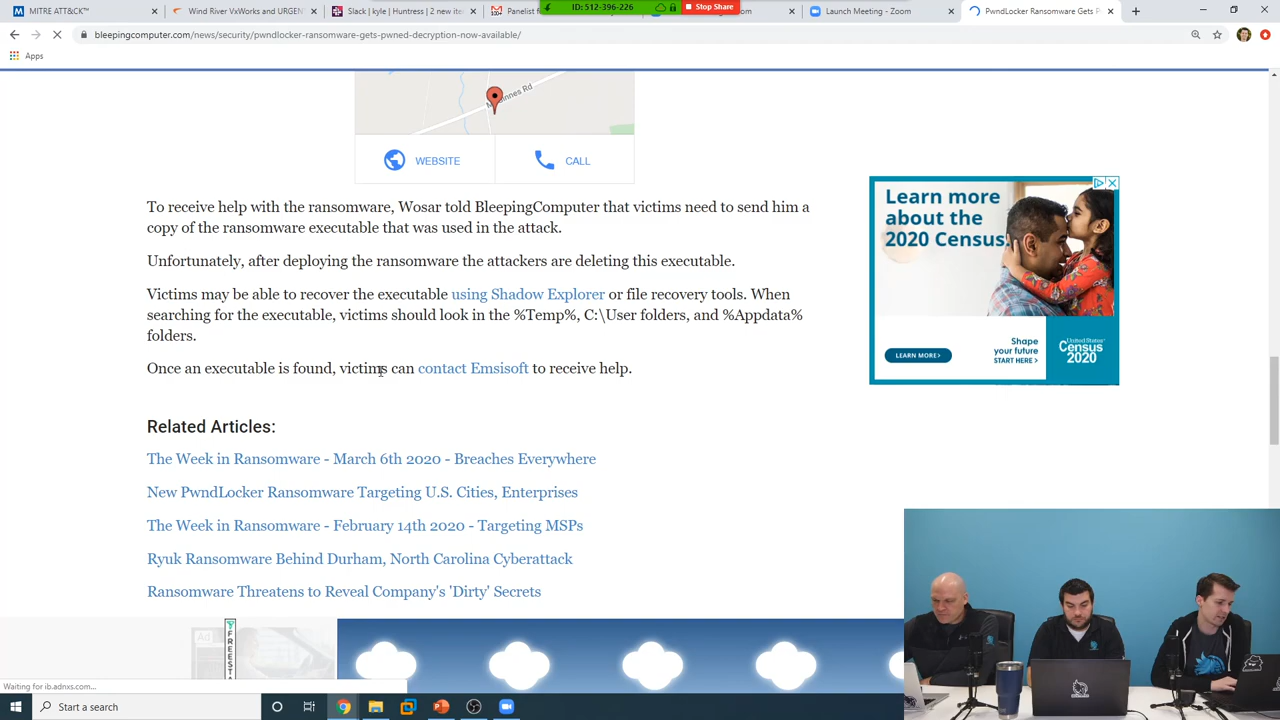 MITRE ATT&CK™
Wind River VxWorks and URGENT
Slack | kyle | Huntress | 2 new ite
Panelist f
ID: 512-396-226
Stop Share
Launch Meeting - Zoom
PwndLocker Ransomware Gets P
bleepingcomputer.com/news/security/pwndlocker-ransomware-gets-pwned-decryption-now-available/
Apps
nnes Rd
WEBSITE
CALL
To receive help with the ransomware, Wosar told BleepingComputer that victims need to send him a
copy of the ransomware executable that was used in the attack.
Unfortunately, after deploying the ransomware the attackers are deleting this executable.
Victims may be able to recover the executable using Shadow Explorer or file recovery tools. When
searching for the executable, victims should look in the %Temp%, C:\User folders, and %Appdata%
folders.
Once an executable is found, victims can contact Emsisoft to receive help.
Learn more
about the
2020 Census.
LEARN MORE>
Shape
your future
START HERE >
United States®
Census
2020
Related Articles:
The Week in Ransomware - March 6th 2020 - Breaches Everywhere
New PwndLocker Ransomware Targeting U.S. Cities, Enterprises
The Week in Ransomware - February 14th 2020 - Targeting MSPs
Ryuk Ransomware Behind Durham, North Carolina Cyberattack
Ransomware Threatens to Reveal Company's 'Dirty' Secrets
Ad
FREEST
Waiting for ib.adnxs.com...
Start a search